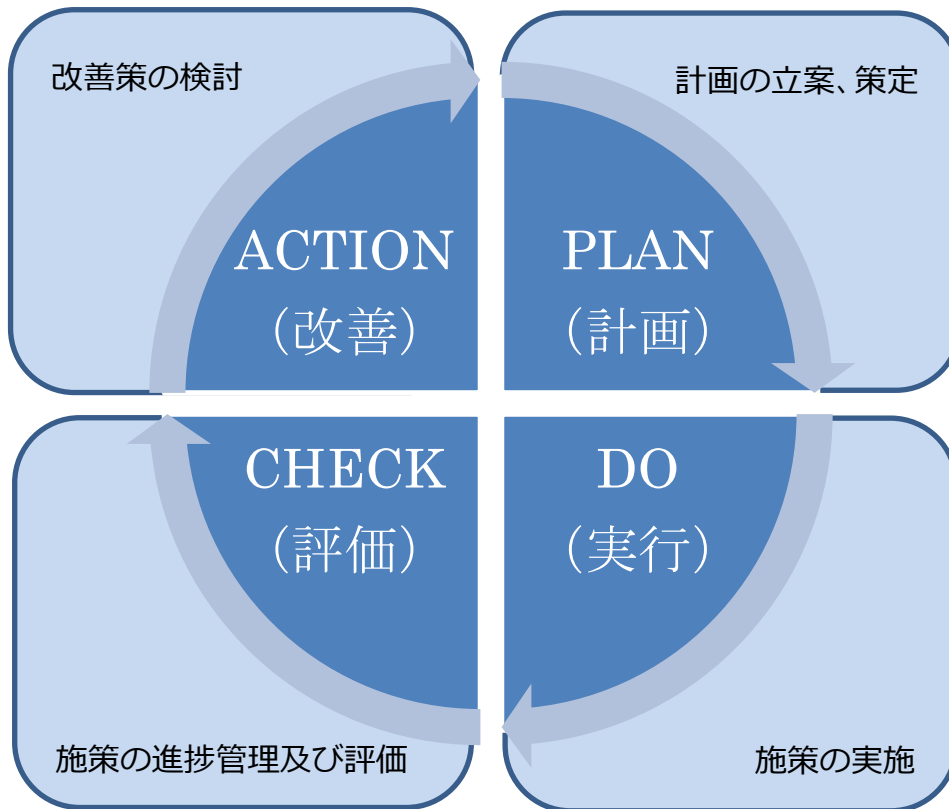 改善策の検討
計画の立案、策定
ACTION
（改善）
PLAN
（計画）
CHECK
（評価）
DO
（実行）
施策の進捗管理及び評価
施策の実施